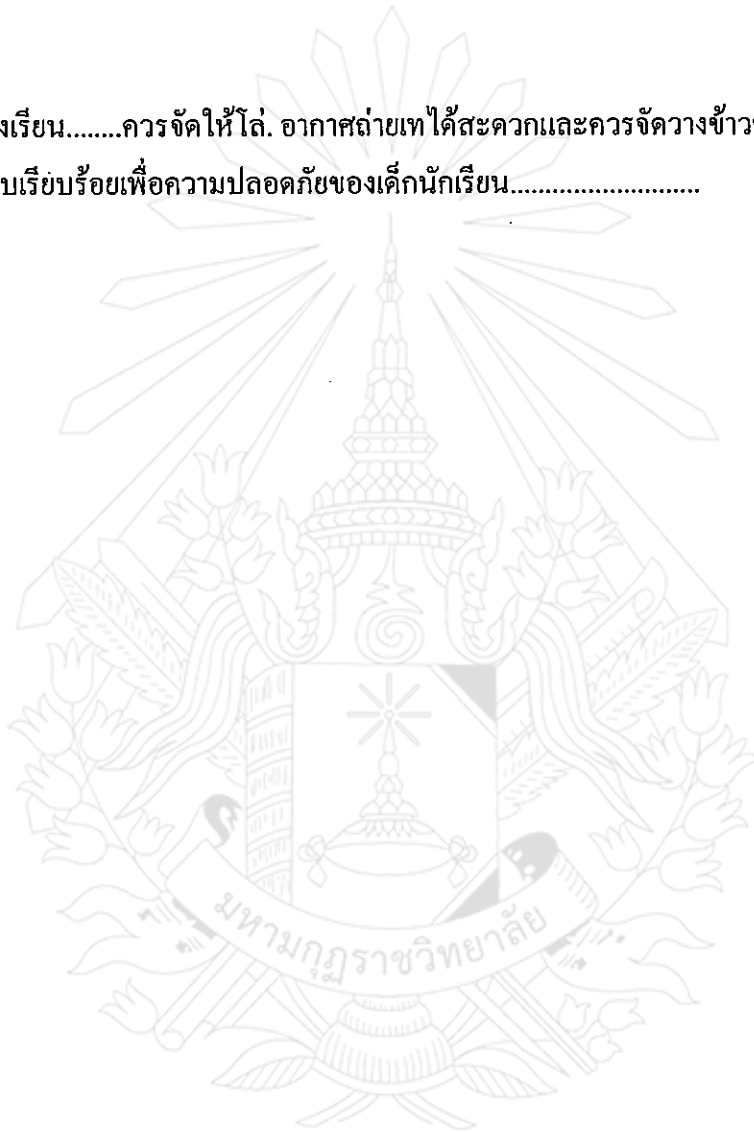 งเรียน........ควรจัดให้โล่. อากาศถ่ายเทได้สะดวกและควรจัดวางข้าว
บเรียบร้อยเพื่อความปลอดภัยของเด็กนักเรียน...........................
มหามกุฏราชวิทยาลัย